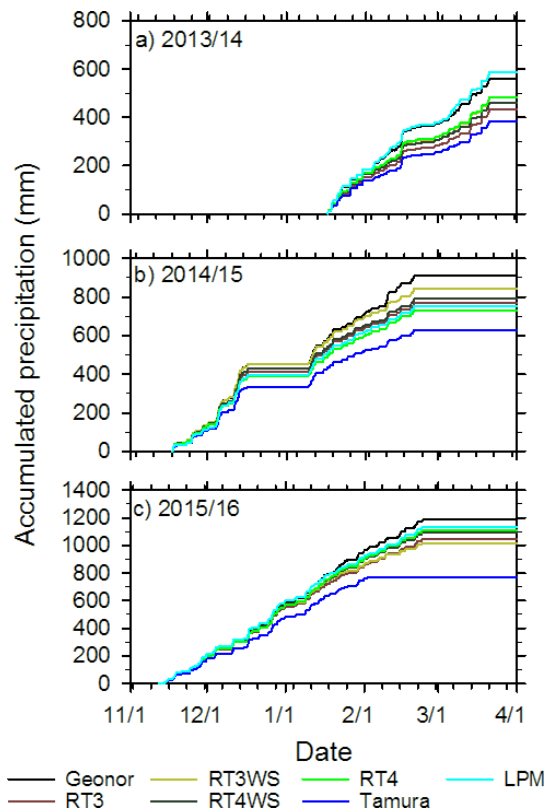 800
a) 2013/14
600
400
200
0
1000
b) 2014/15
800
600
400
200
0
1400
c) 2015/16
1200
1000
800
600
400
200
0
Accumulated precipitation (mm)
11/1 12/1 1/1 2/1 3/1 4/1
Date
Geonor RT3WS RT4 LPM
RT3 RT4WS Tamura